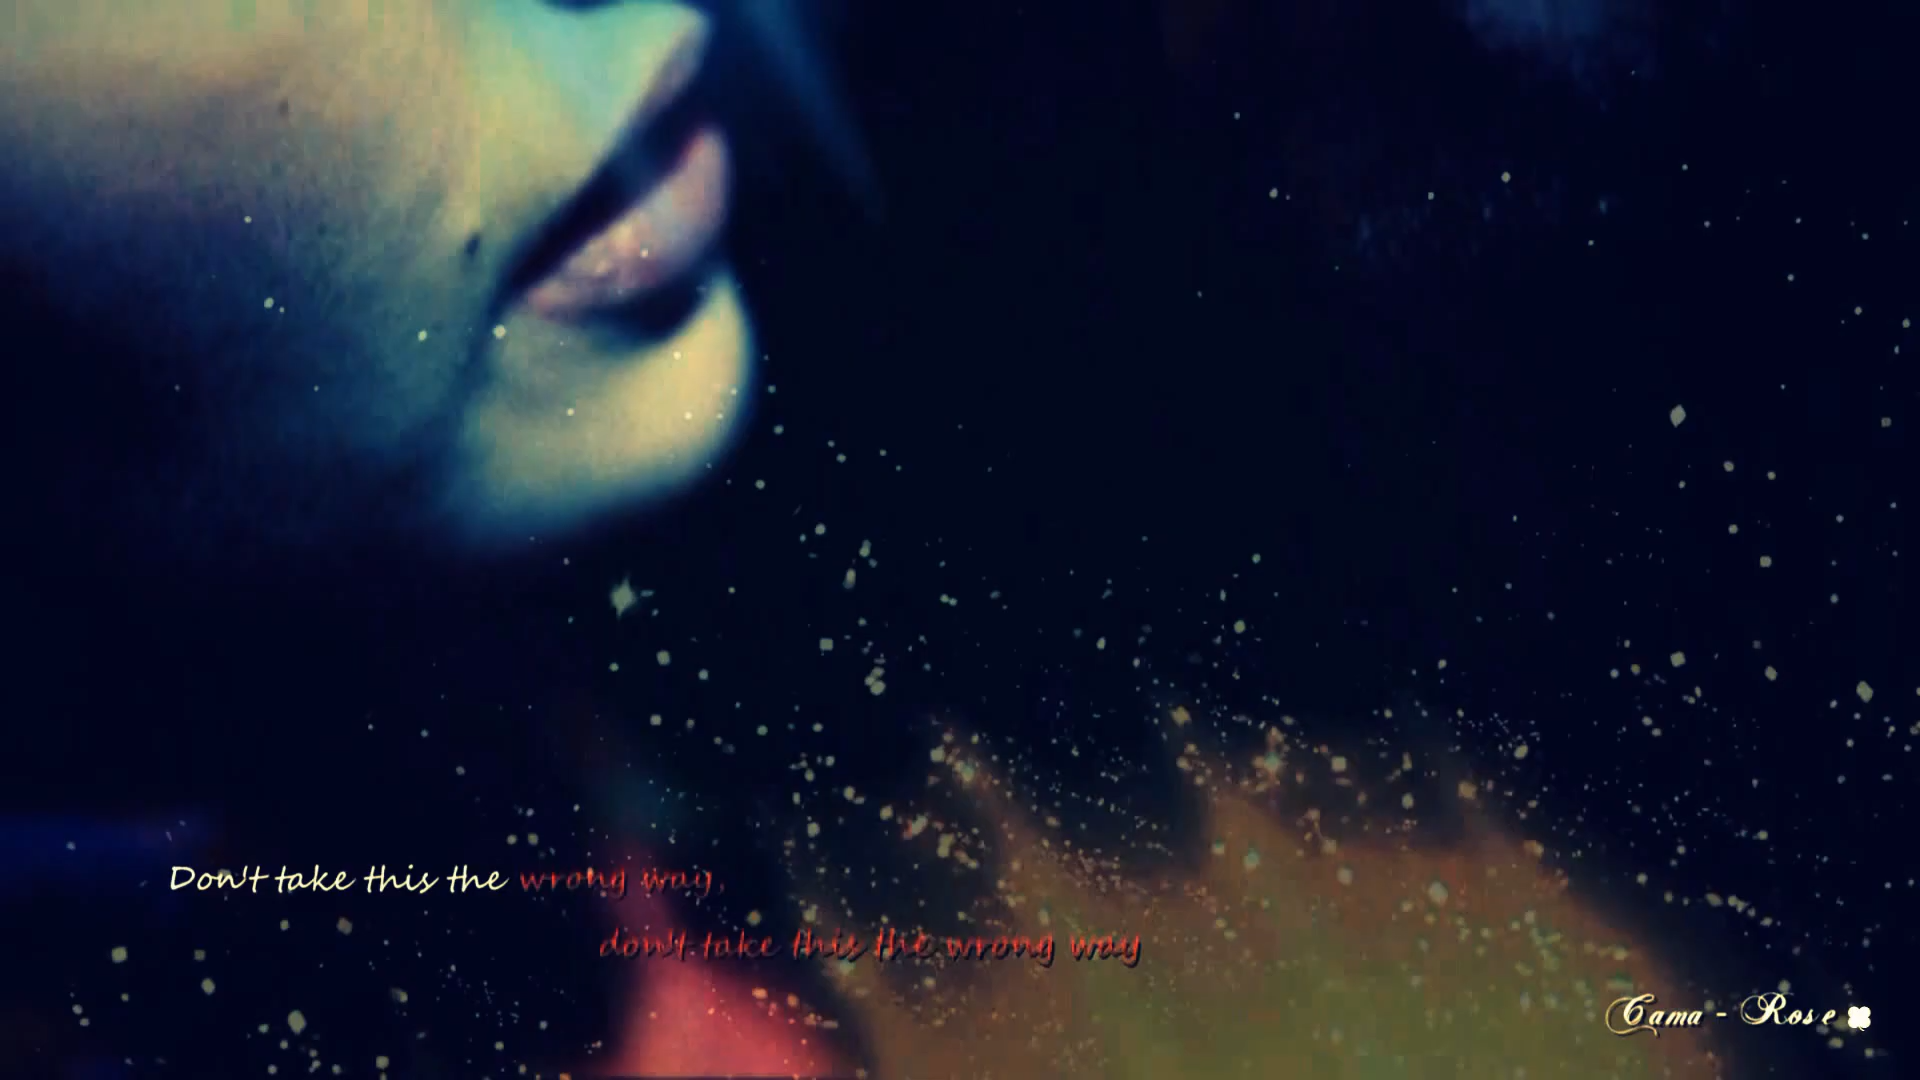 Don't take this the wrong way,
don't take this the wrong way
Cama - Rose